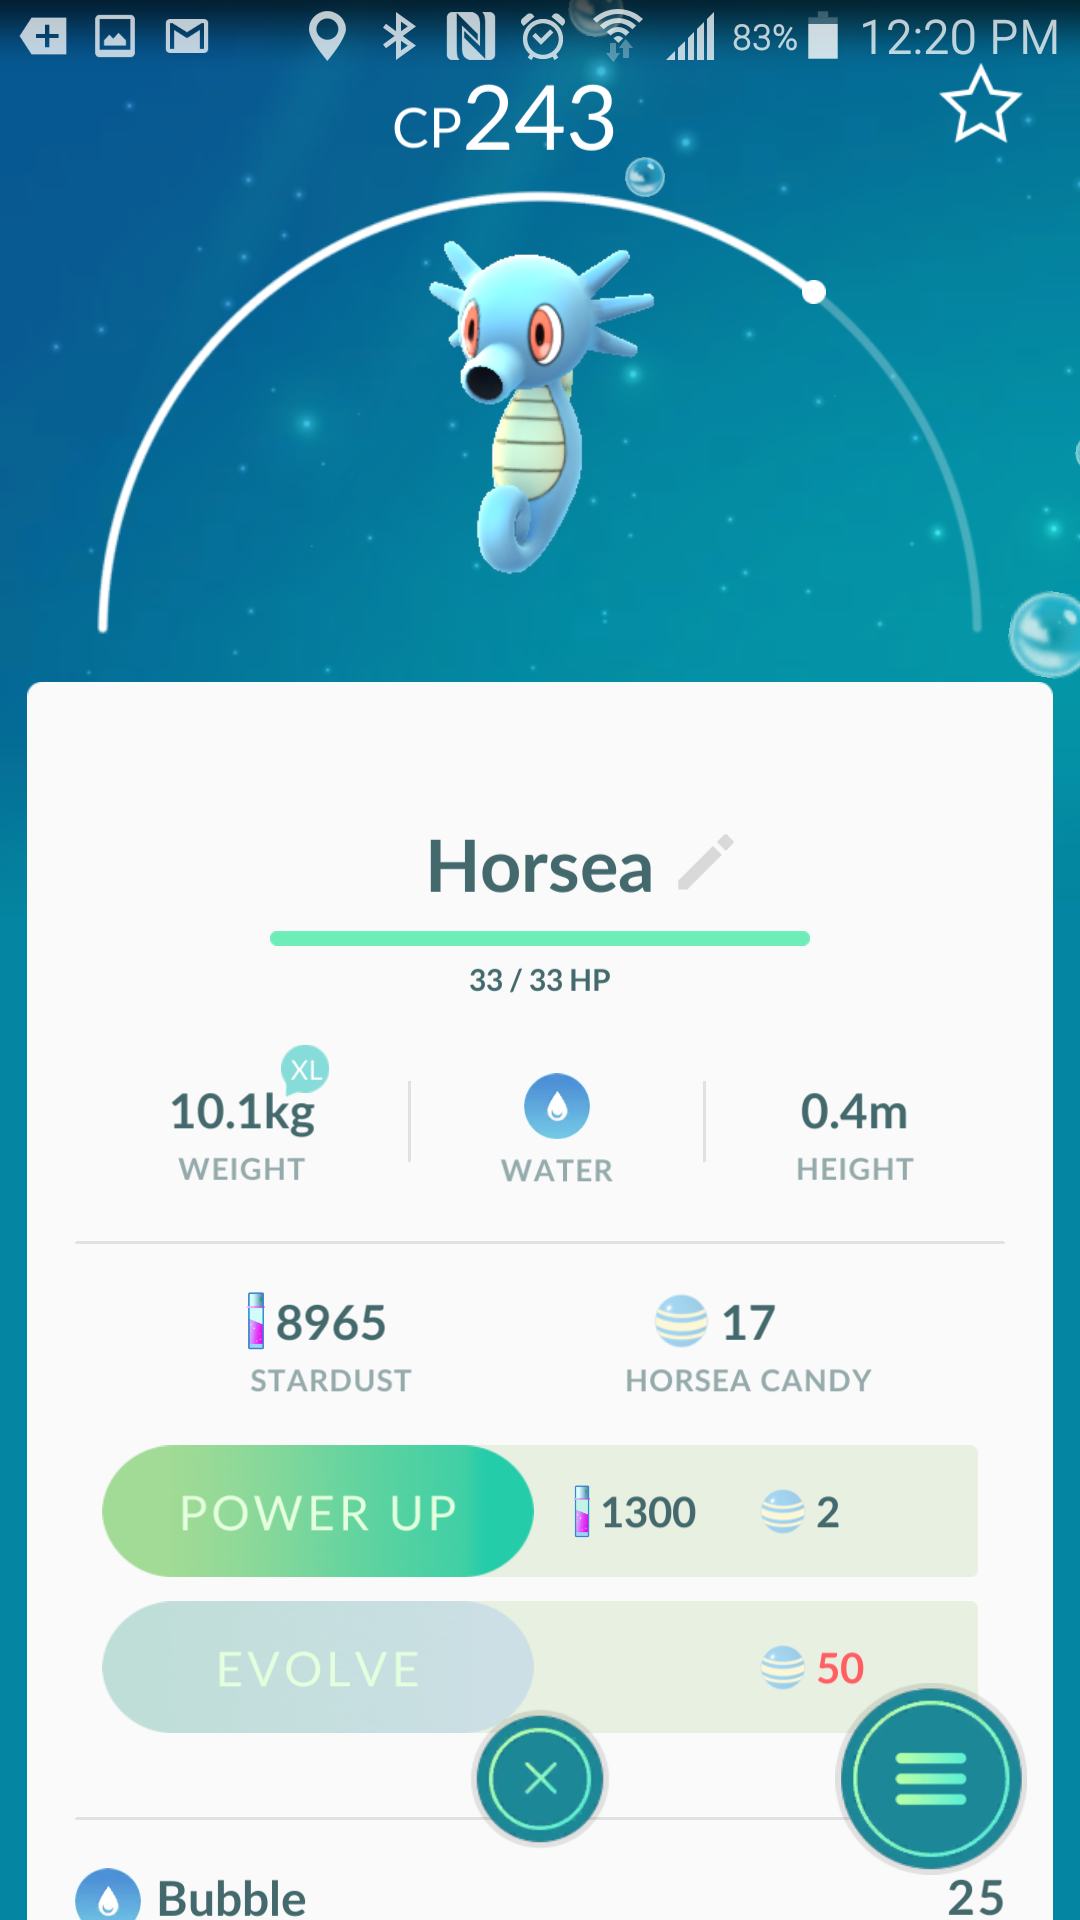 83% 12:20 PM
CP243
Horsea
33 / 33 HP
XL
10.1kg
WEIGHT
WATER
0.4m
HEIGHT
8965
STARDUST
17
HORSEA CANDY
POWER UP 1300 2
EVOLVE 50
Bubble 25